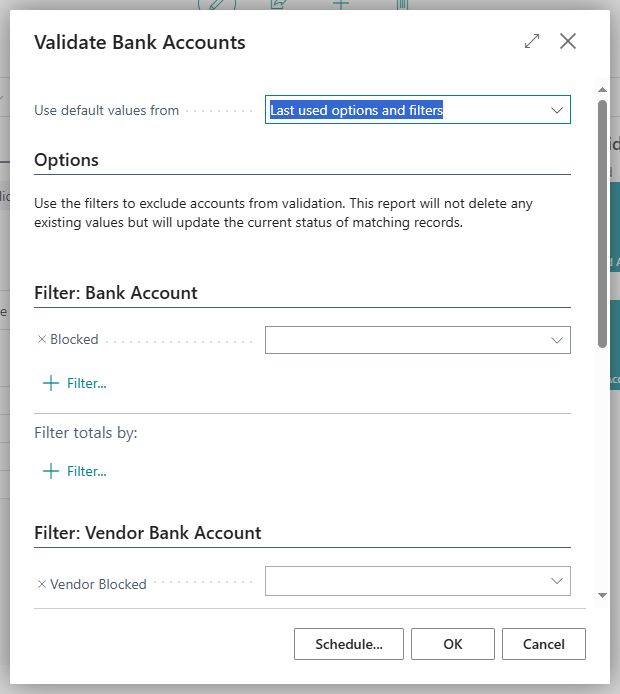 Validate Bank Accounts
Use default values from
Last used options and filters
Options
Use the filters to exclude accounts from validation. This report will not delete any
existing values but will update the current status of matching records.
Filter: Bank Account
Blocked
Filter...
Filter totals by:
Filter...
Filter: Vendor Bank Account
Vendor Blocked
Schedule...
OK
Cancel